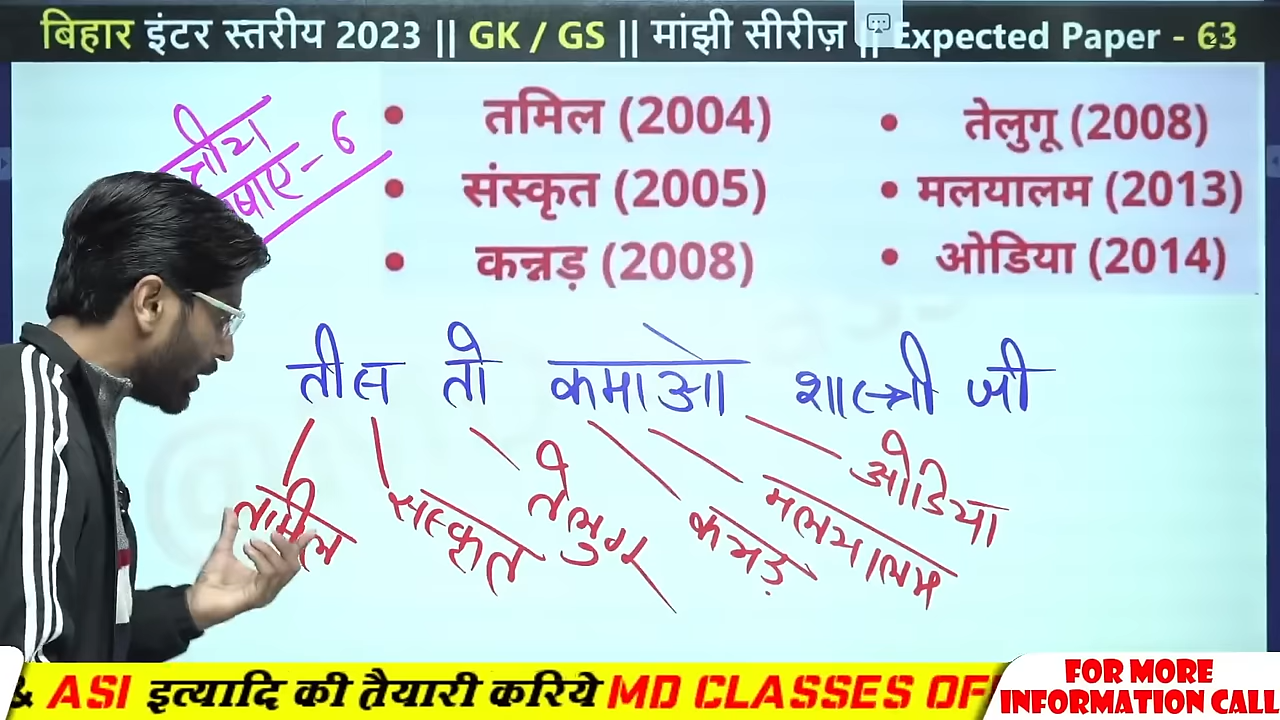 बिहार इंटर स्तरीय 2023 || GK / GS || मांझी सीरीज़ || Expected Paper - 63
- 6
• तमिल (2004)
• तेलुगू (2008)
• संस्कृत (2005)
• मलयालम (2013)
• कन्नड़ (2008)
• ओडिया (2014)
तीस तो कमाओ शास्त्री जी
तामील
संस्कृत
तेलुगु
कन्नड़
मलयालम
ओडिया
& ASI इत्यादि की तैयारी करिये MD CLASSES OF
FOR MORE
INFORMATION CALL